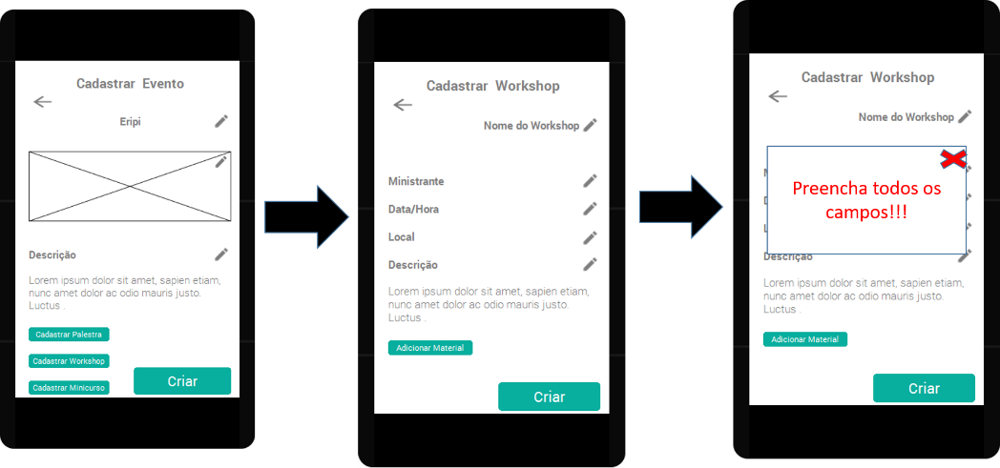 Cadastrar Evento
Eripi
Descrição
Lorem ipsum dolor sit amet, sapien etiam,
nunc amet dolor ac odio mauris justo.
Luctus .
Cadastrar Palestra
Cadastrar Workshop
Cadastrar Minicurso
Criar
Cadastrar Workshop
Nome do Workshop
Ministrante
Data/Hora
Local
Descrição
Lorem ipsum dolor sit amet, sapien etiam,
nunc amet dolor ac odio mauris justo.
Luctus .
Adicionar Material
Criar
Cadastrar Workshop
Nome do Workshop
Preencha todos os
campos!!!
Descrição
Lorem ipsum dolor sit amet, sapien etiam,
nunc amet dolor ac odio mauris justo.
Luctus .
Adicionar Material
Criar